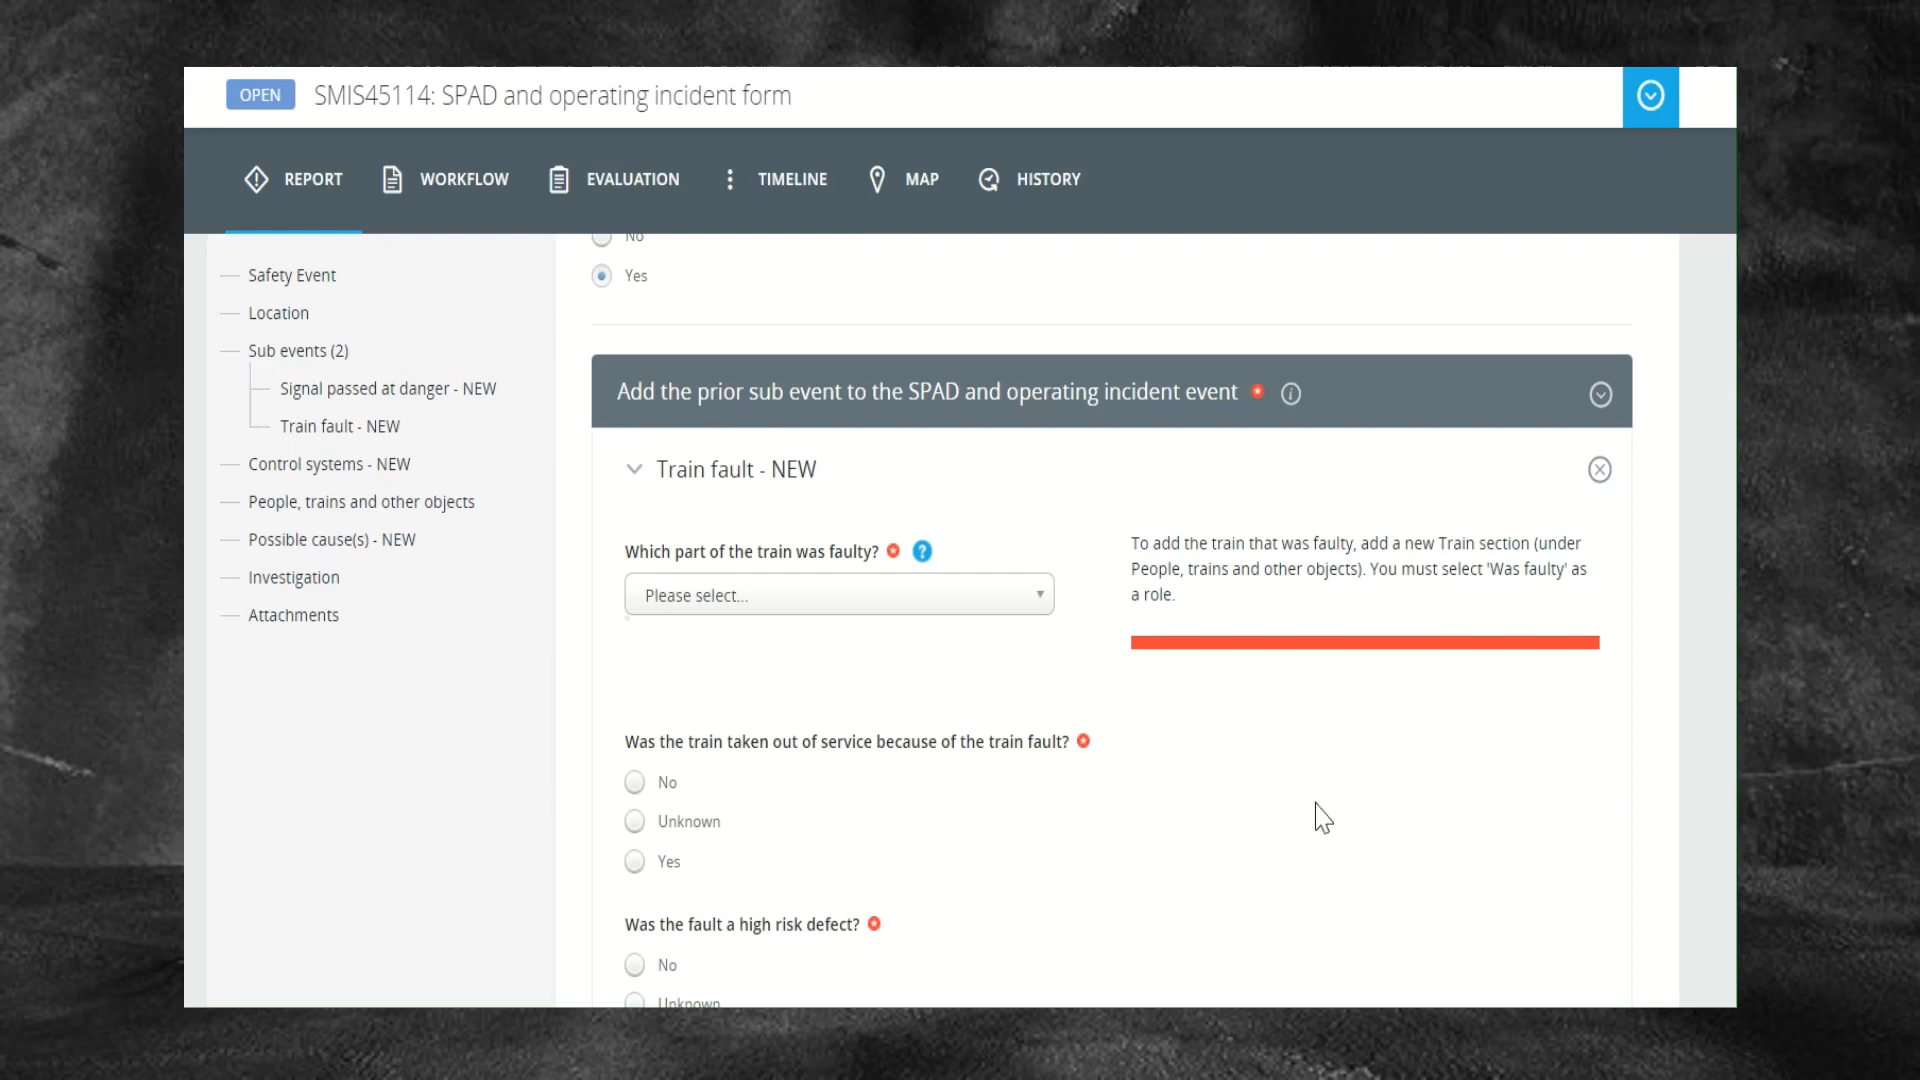 OPEN SMIS45114: SPAD and operating incident form
REPORT WORKFLOW EVALUATION TIMELINE MAP HISTORY
Safety Event
Location
Sub events (2)
Signal passed at danger - NEW
Train fault - NEW
Control systems - NEW
People, trains and other objects
Possible cause(s) - NEW
Investigation
Attachments
No
Yes
Add the prior sub event to the SPAD and operating incident event
Train fault - NEW
Which part of the train was faulty?
Please select...
To add the train that was faulty, add a new Train section (under
People, trains and other objects). You must select 'Was faulty' as
a role.
Was the train taken out of service because of the train fault?
No
Unknown
Yes
Was the fault a high risk defect?
No
Unknown